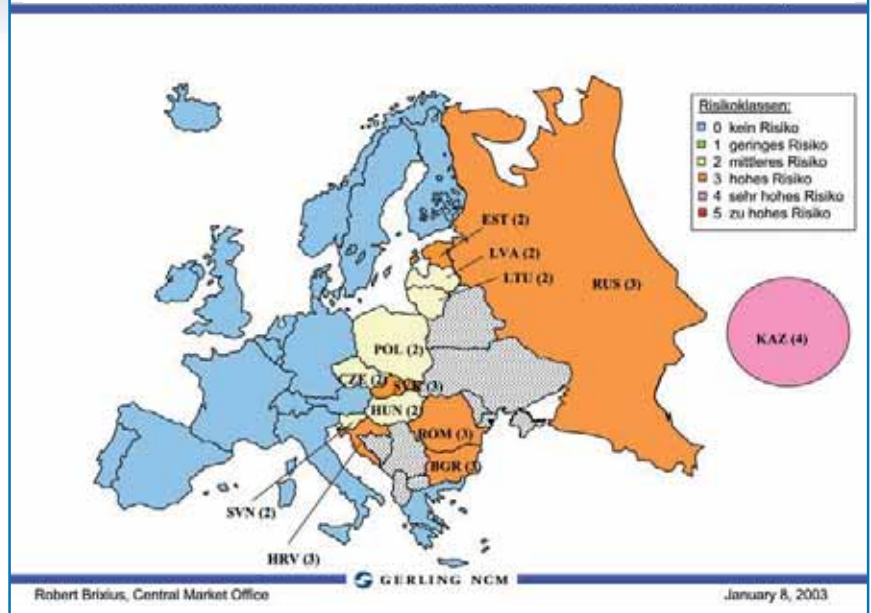 Risikoklassen:
0 kein Risiko
1 geringes Risiko
2 mittleres Risiko
3 hohes Risiko
4 sehr hohes Risiko
5 zu hohes Risiko
EST (2)
LVA (2)
LTU (2)
RUS (3)
KAZ (4)
POL (2)
CZE (2)
SVK (3)
HUN (2)
ROM (3)
BGR (3)
SVN (2)
HRV (3)
GERLING NCM
Robert Brixius, Central Market Office
January 8, 2003